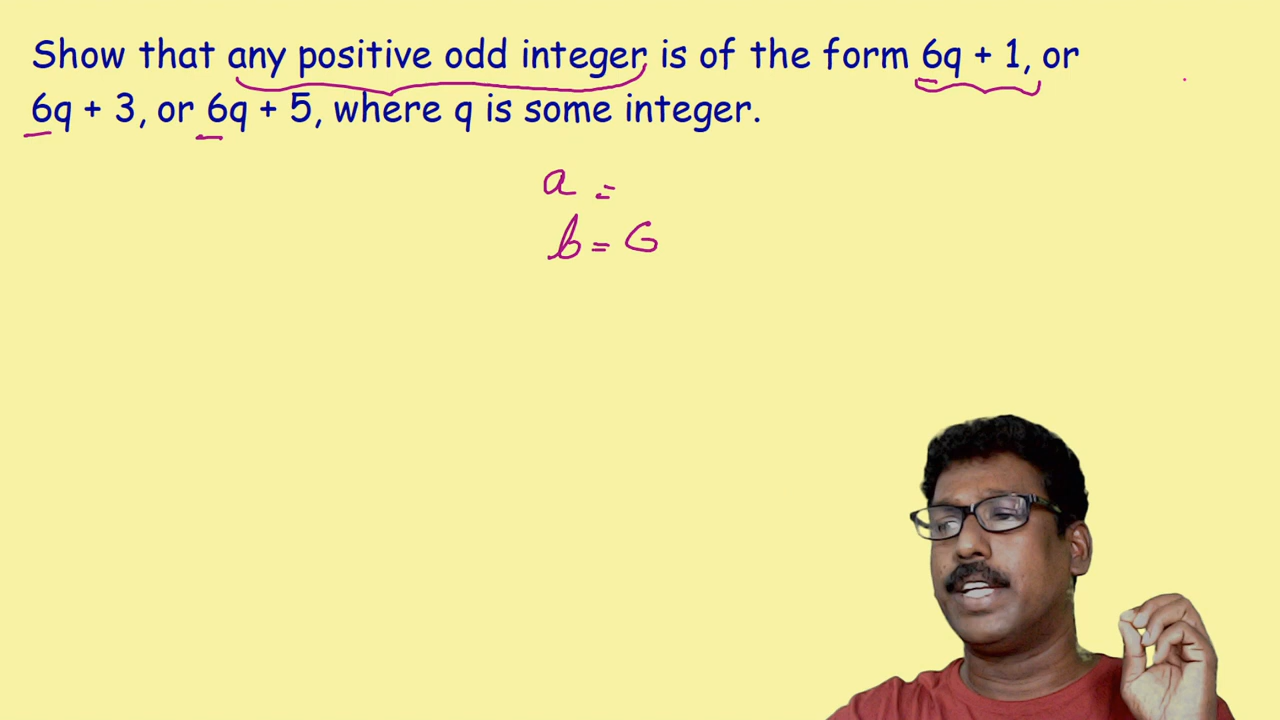 Show that any positive odd integer is of the form 6q + 1, or
6q + 3, or 6q + 5, where q is some integer.
a =
b = 6